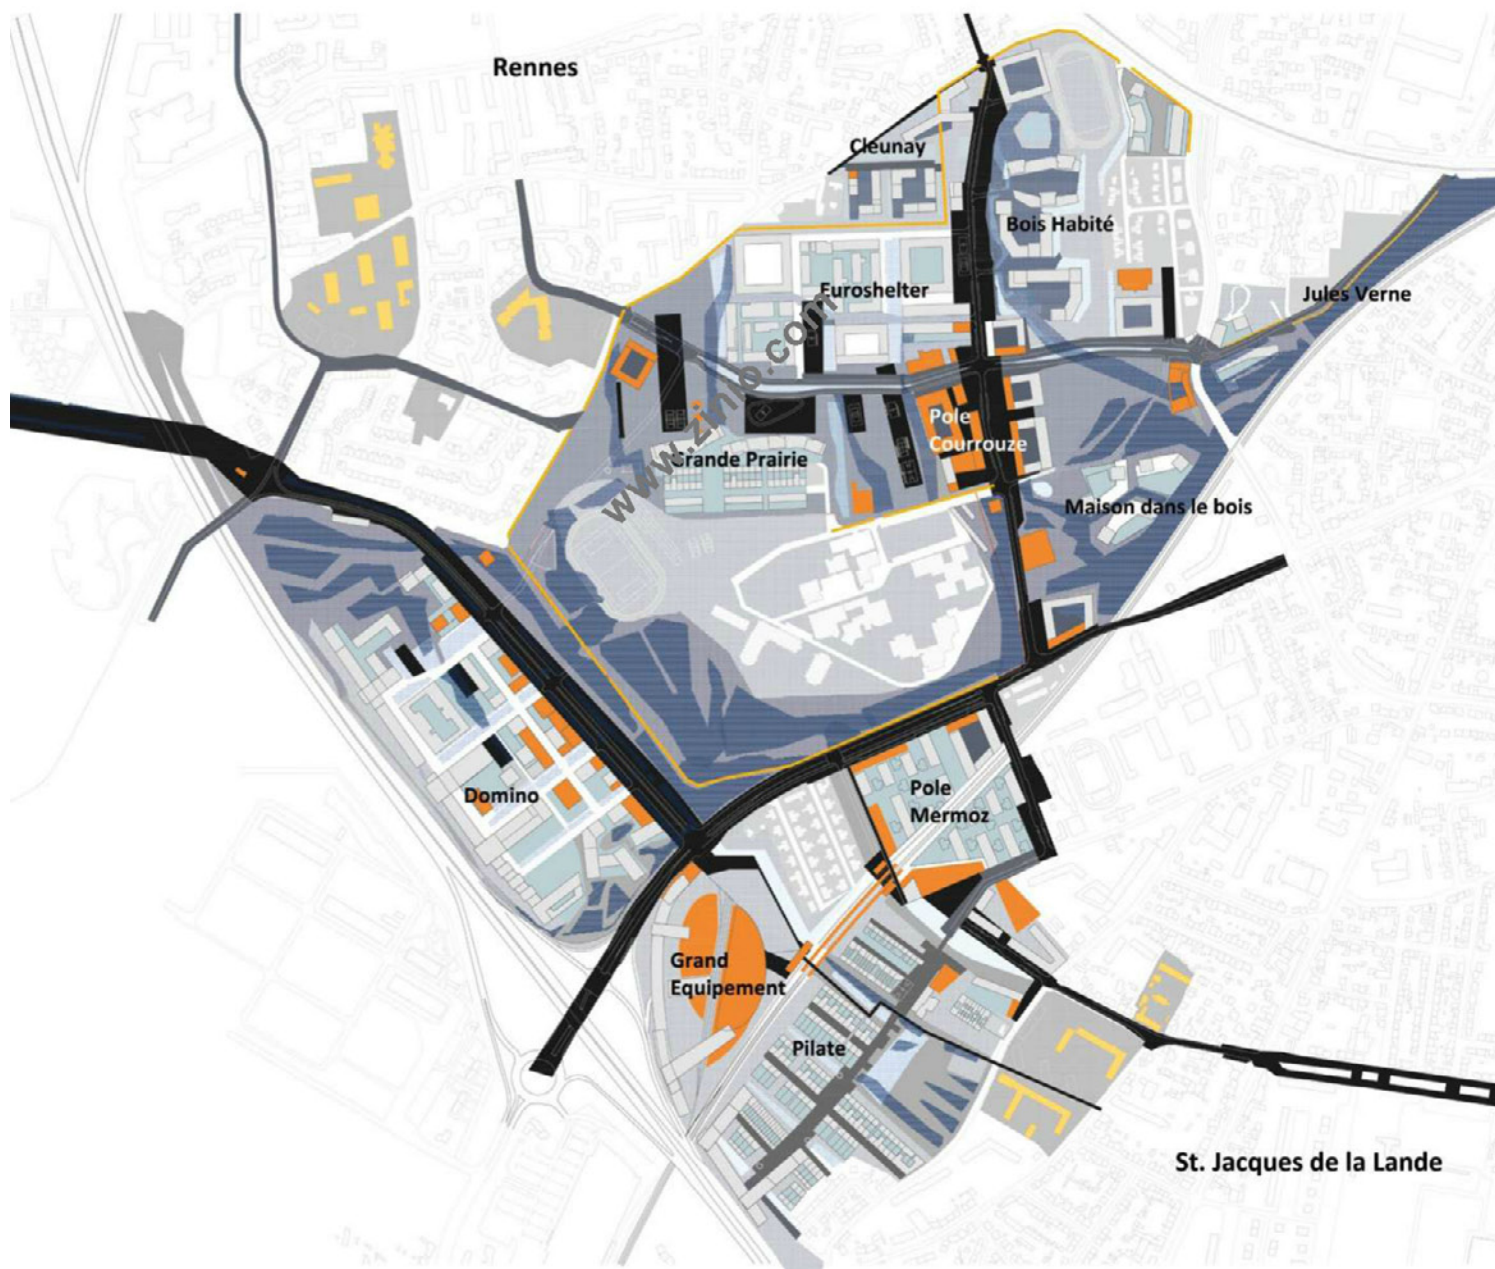 Rennes
Cleunay
Bois Habité
Euroshelter
Jules Verne
Pole
Courrouze
Grande Prairie
Maison dans le bois
www.zinho.com
Domino
Pole
Mermoz
Grand
Equipement
Pilate
St. Jacques de la Lande